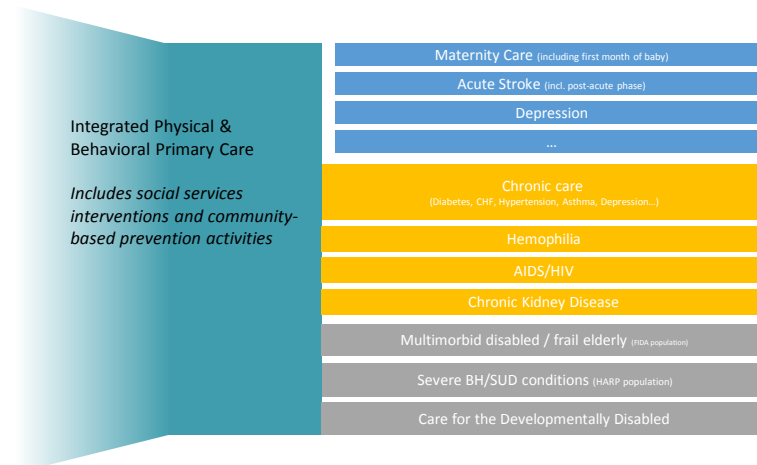 Integrated Physical &
Behavioral Primary Care
Includes social services
interventions and community-
based prevention activities
Maternity Care (including first month of baby)
Acute Stroke (incl. post-acute phase)
Depression
...
Chronic care
(Diabetes, CHF, Hypertension, Asthma, Depression...)
Hemophilia
AIDS/HIV
Chronic Kidney Disease
Multimorbid disabled / frail elderly (FIDA population)
Severe BH/SUD conditions (HARP population)
Care for the Developmentally Disabled